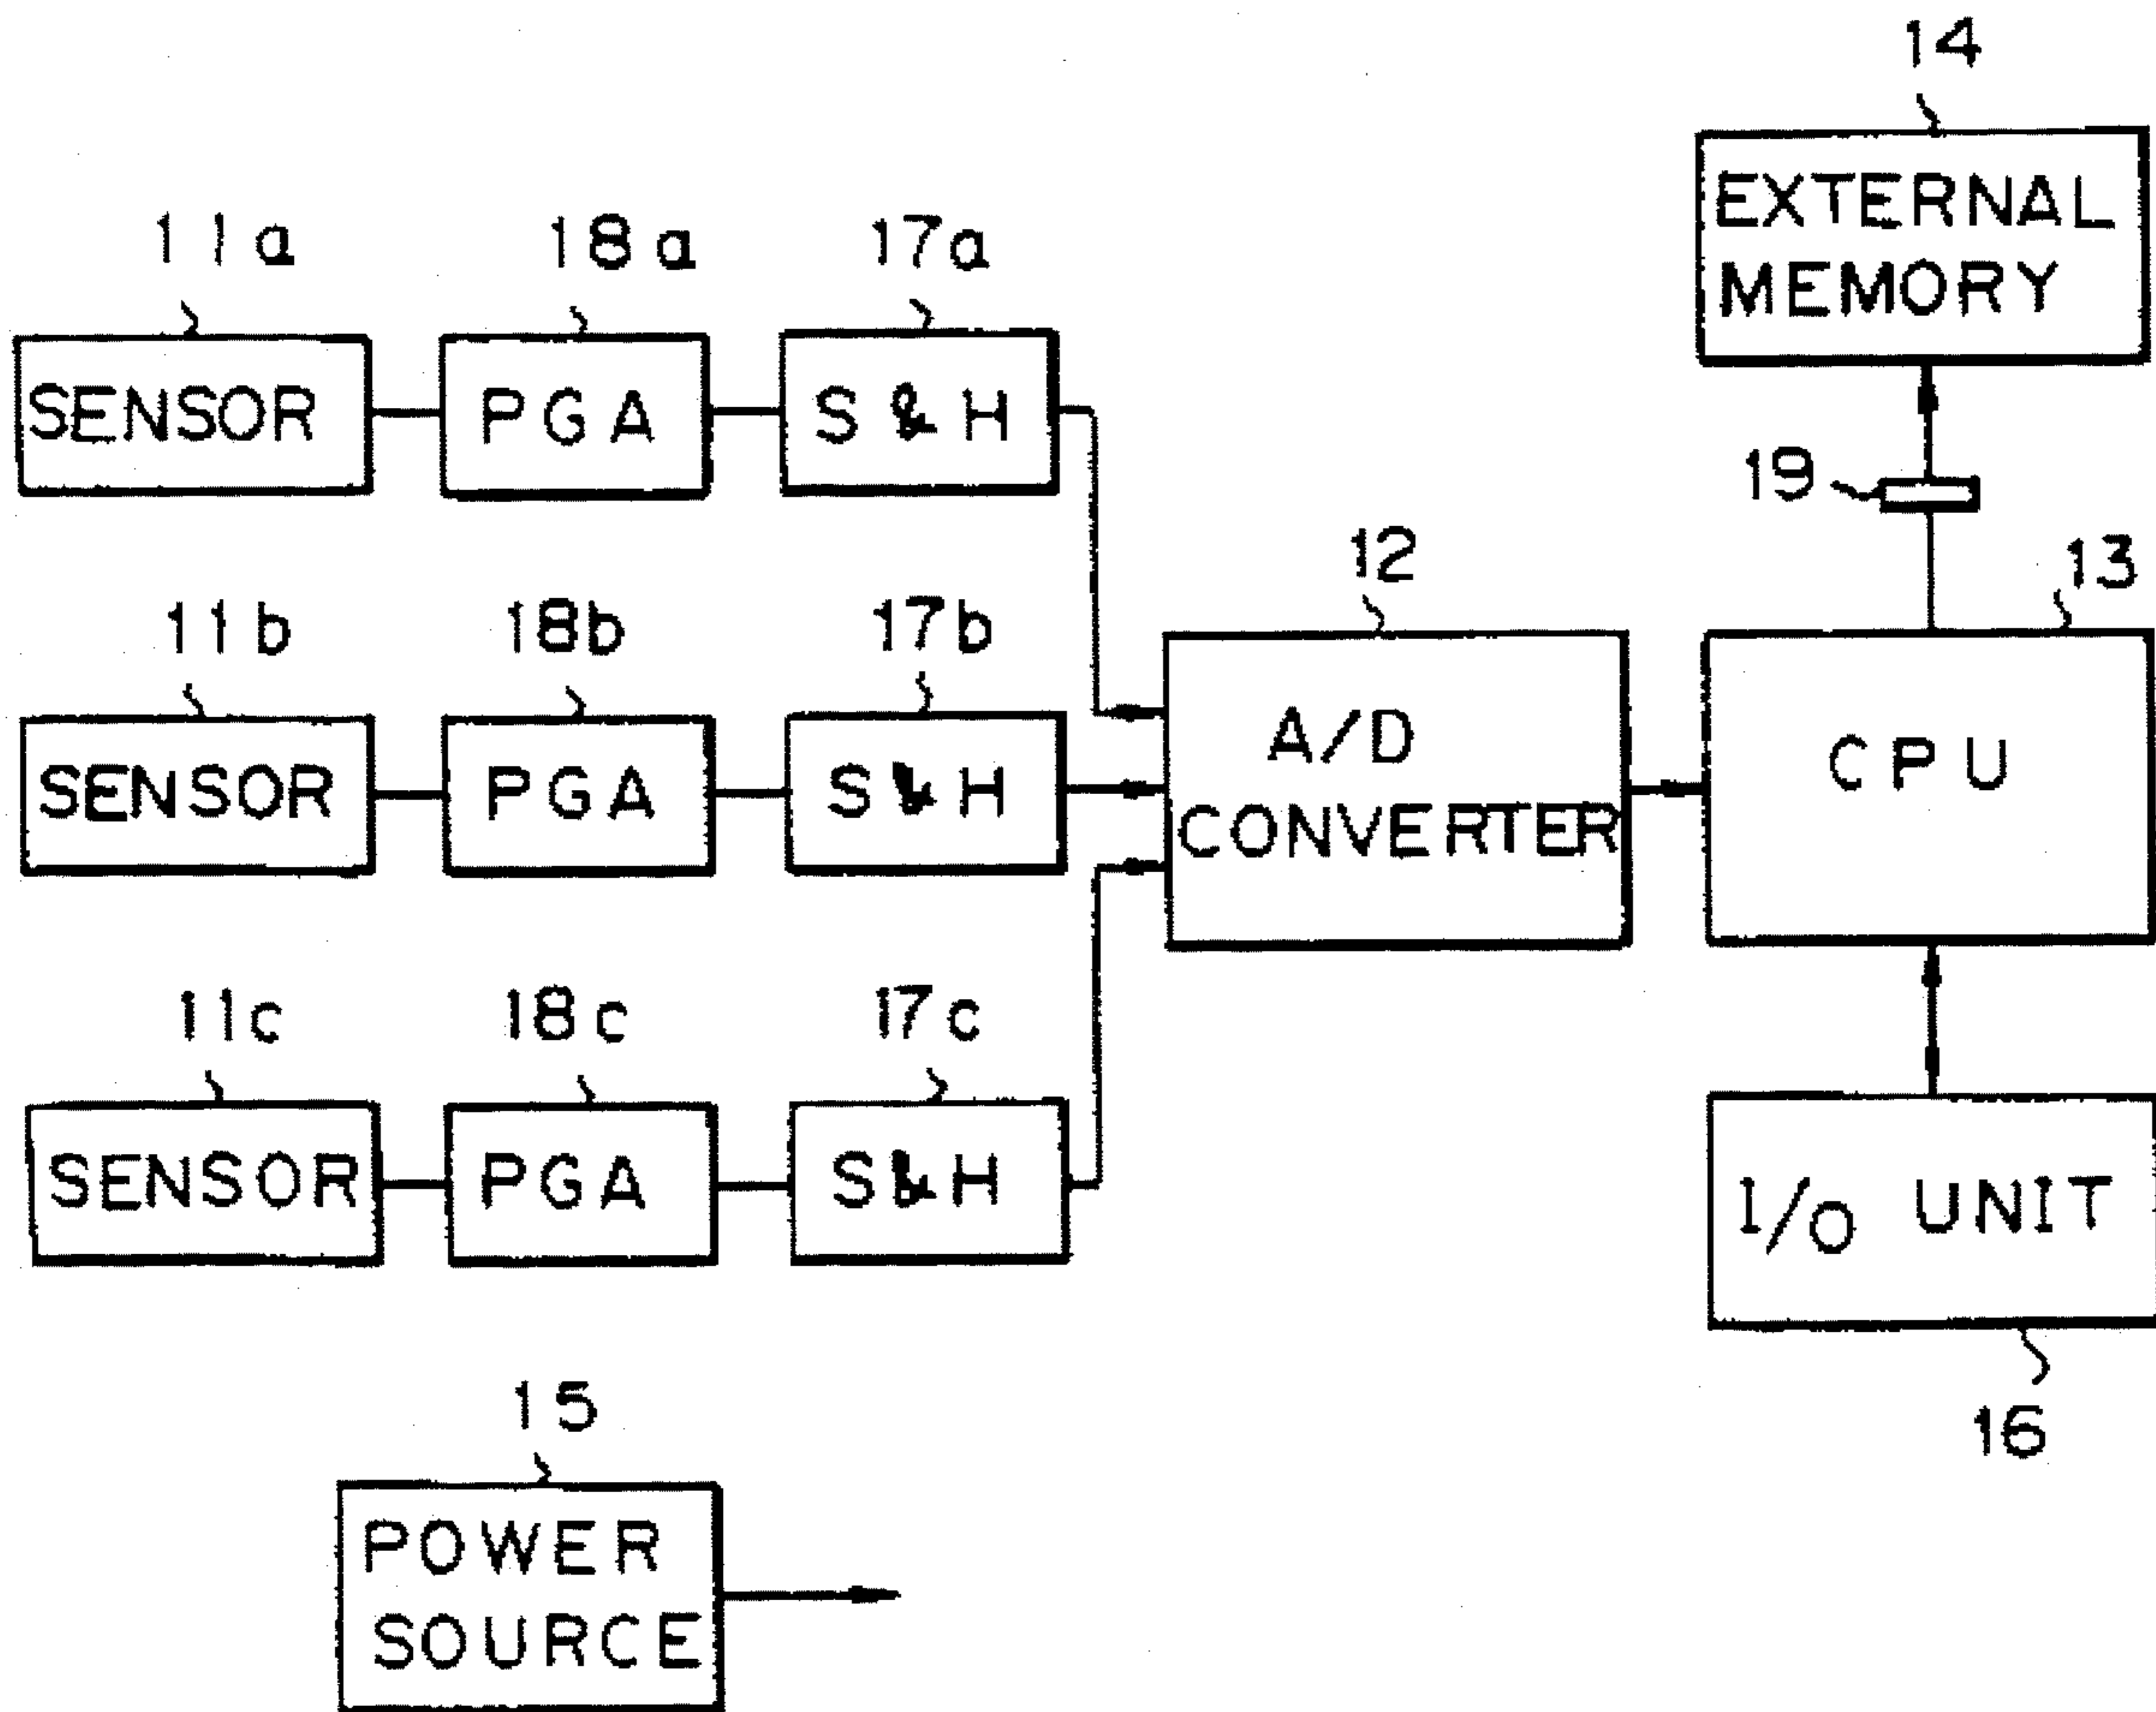 14
EXTERNAL
MEMORY
11a
18a
17a
SENSOR
PGA
S & H
19
12
13
11b
18b
17b
SENSOR
PGA
S & H
A/D
CONVERTER
CPU
11c
18c
17c
SENSOR
PGA
S & H
I/O UNIT
15
16
POWER
SOURCE